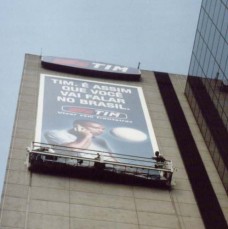 TIM
TIM. É ASSIM
QUE VOCÊ
VAI FALAR
NO BRASIL.
TIM